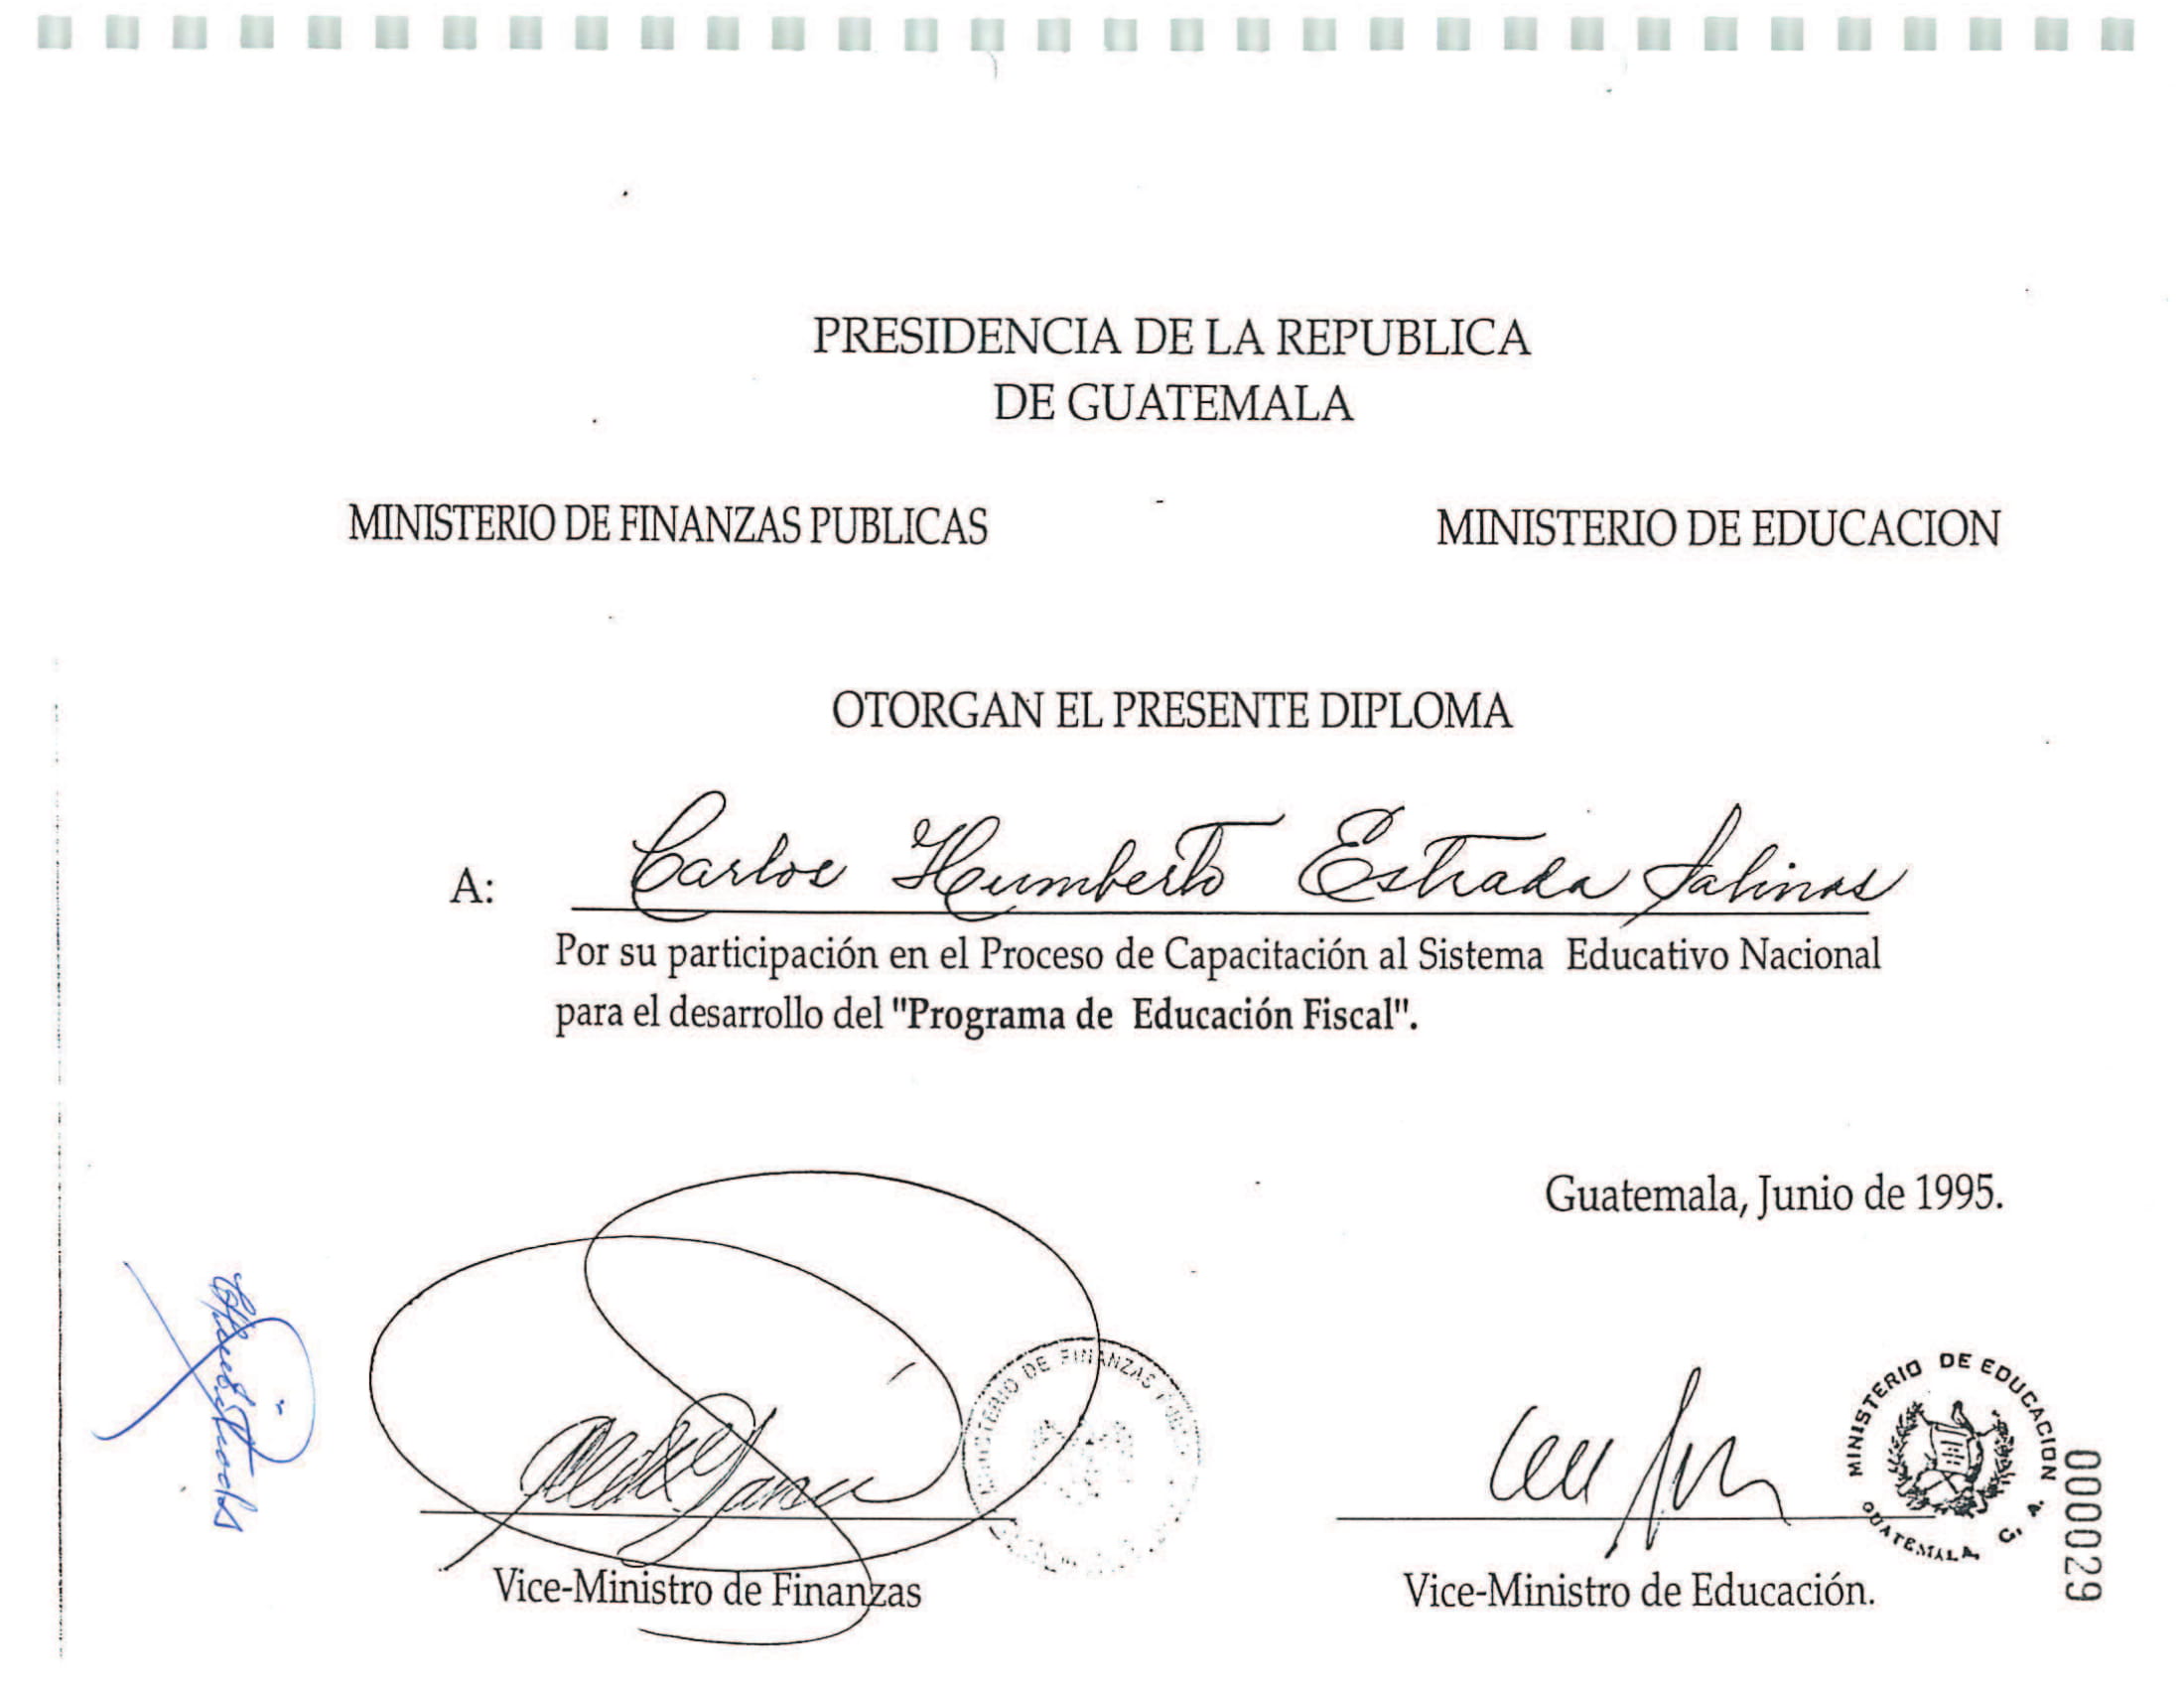 PRESIDENCIA DE LA REPUBLICA
DE GUATEMALA
MINISTERIO DE FINANZAS PUBLICAS
MINISTERIO DE EDUCACION
OTORGAN EL PRESENTE DIPLOMA
A: Carlos Humberto Estrada Salinas
Por su participación en el Proceso de Capacitación al Sistema Educativo Nacional
para el desarrollo del "Programa de Educación Fiscal".
Guatemala, Junio de 1995.
MINISTERIO DE FINANZAS
MINISTERIO DE EDUCACION
GUATEMALA, C. A.
000029
Vice-Ministro de Finanzas
Vice-Ministro de Educación.